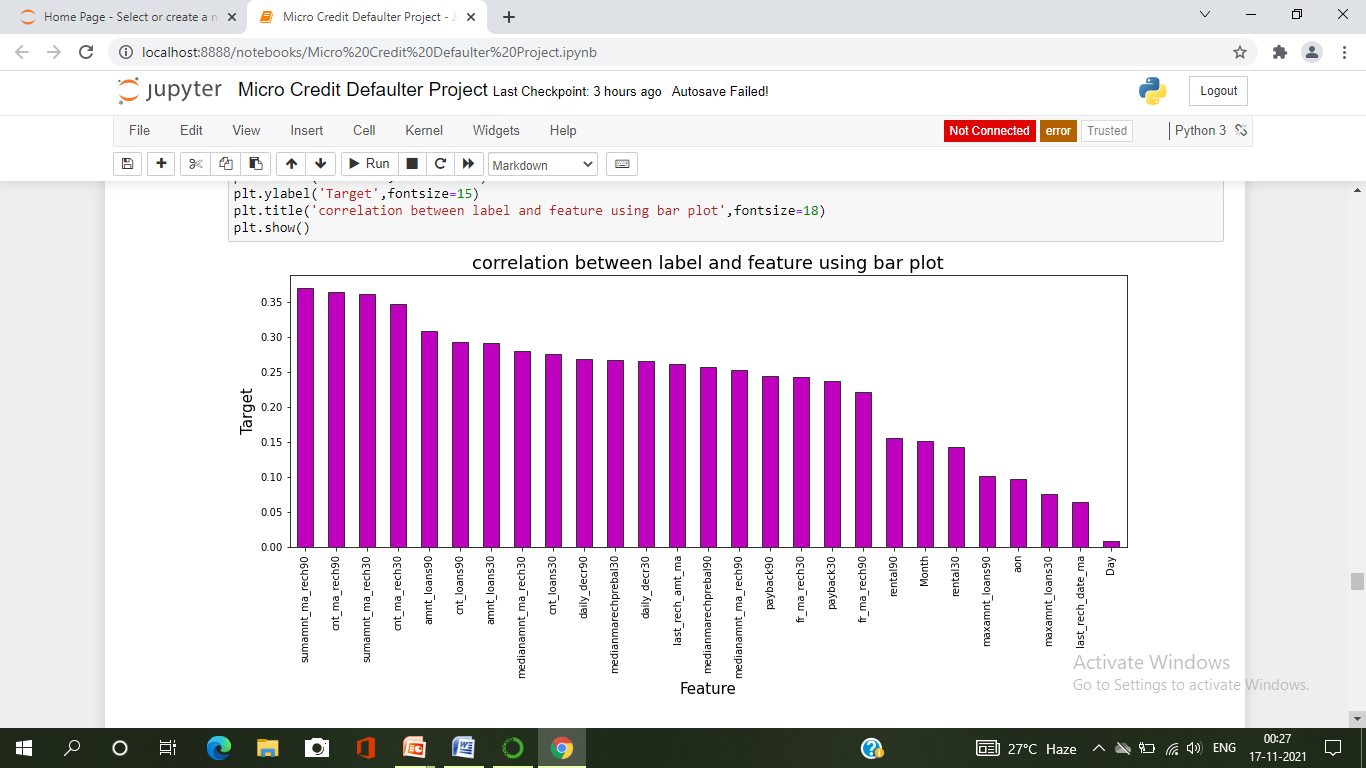 Home Page - Select or create a n
Micro Credit Defaulter Project - J
localhost:8888/notebooks/Micro%20Credit%20Defaulter%20Project.ipynb
jupyter Micro Credit Defaulter Project Last Checkpoint: 3 hours ago Autosave Failed!
Logout
File Edit View Insert Cell Kernel Widgets Help
Not Connected error Trusted Python 3
Run Markdown
plt.ylabel('Target',fontsize=15)
plt.title('correlation between label and feature using bar plot',fontsize=18)
plt.show()
correlation between label and feature using bar plot
0.35
0.30
0.25
0.20
0.15
0.10
0.05
0.00
Target
sumamnt_ma_rech90
cnt_ma_rech90
sumamnt_ma_rech30
cnt_ma_rech30
amnt_loans90
cnt_loans90
amnt_loans30
medianamnt_ma_rech30
cnt_loans30
daily_decr90
medianmarechprebal30
daily_decr30
last_rech_amt_ma
medianmarechprebal90
medianamnt_ma_rech90
payback90
fr_ma_rech30
payback30
fr_ma_rech90
rental90
Month
rental30
maxamnt_loans90
aon
maxamnt_loans30
last_rech_date_ma
Day
Feature
Activate Windows
Go to Settings to activate Windows.
27°C Haze
ENG
00:27
17-11-2021